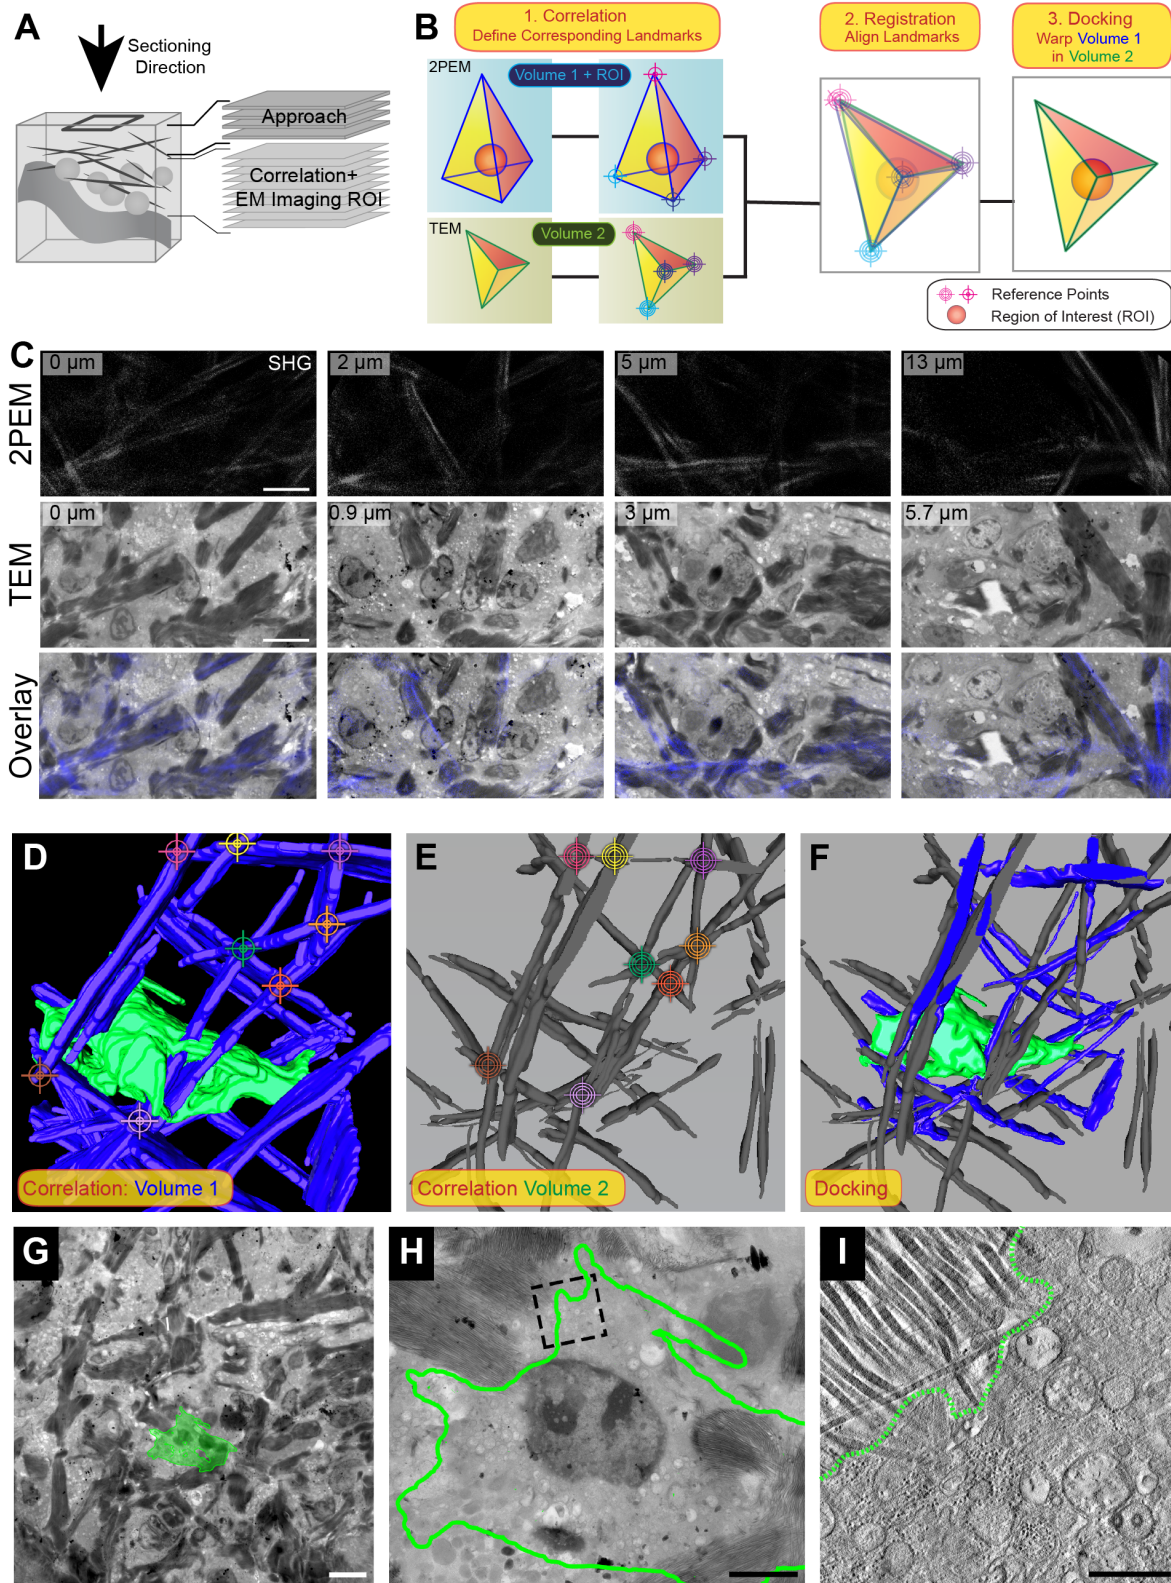 A
Sectioning
Direction
Approach
Correlation+
EM Imaging ROI
B
1. Correlation
Define Corresponding Landmarks
2. Registration
Align Landmarks
3. Docking
Warp Volume 1
in Volume 2
2PEM
Volume 1 + ROI
TEM
Volume 2
Reference Points
Region of Interest (ROI)
C
2PEM
0 µm
SHG
2 µm
5 µm
13 µm
TEM
0 µm
0.9 µm
3 µm
5.7 µm
Overlay
D
Correlation: Volume 1
E
Correlation Volume 2
F
Docking
G
H
I